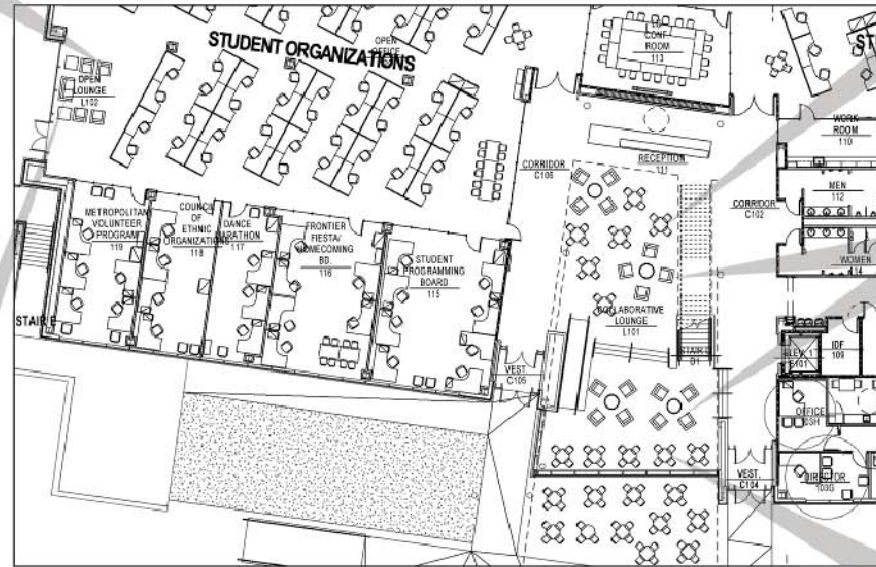 STUDENT ORGANIZATIONS
OPEN
OFFICE
CONF
ROOM
113
OPEN
LOUNGE
L102
WORK
ROOM
110
RECEPTION
111
CORRIDOR
C106
MEN
112
CORRIDOR
C102
METROPOLITAN
VOLUNTEER
PROGRAM
119
COUNCIL
OF
ETHNIC
ORGANIZATIONS
118
DANCE
MARATHON
117
FRONTIER
FIESTA/
HOMECOMING
BD.
116
STUDENT
PROGRAMMING
BOARD
115
WOMEN
114
COLLABORATIVE
LOUNGE
L101
STAIR E
IDF
109
VEST.
C105
OFFICE
103H
VEST.
C104
DIRECTOR
103G